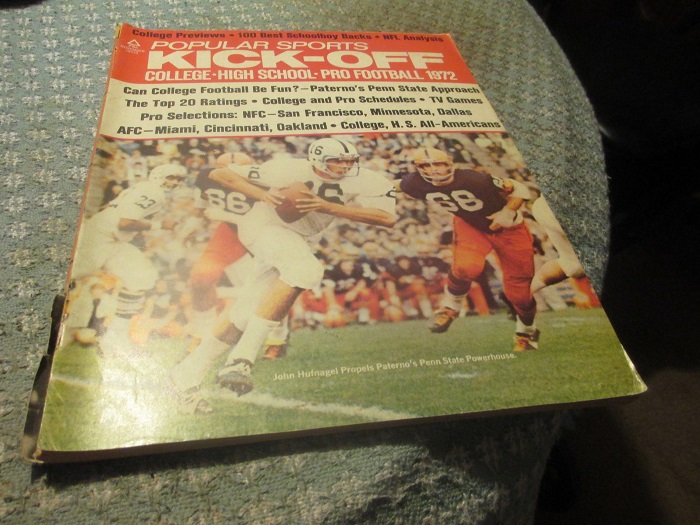 College Previews • 100 Best Schoolboy Backs • NFL Analysis
POPULAR SPORTS
KICK-OFF
COLLEGE-HIGH SCHOOL-PRO FOOTBALL 1972
Can College Football Be Fun?—Paterno's Penn State Approach
The Top 20 Ratings • College and Pro Schedules • TV Games
Pro Selections: NFC—San Francisco, Minnesota, Dallas
AFC—Miami, Cincinnati, Oakland • College, H.S. All-Americans
16
16
23
86
68
John Hufnagel Propels Paterno's Penn State Powerhouse.